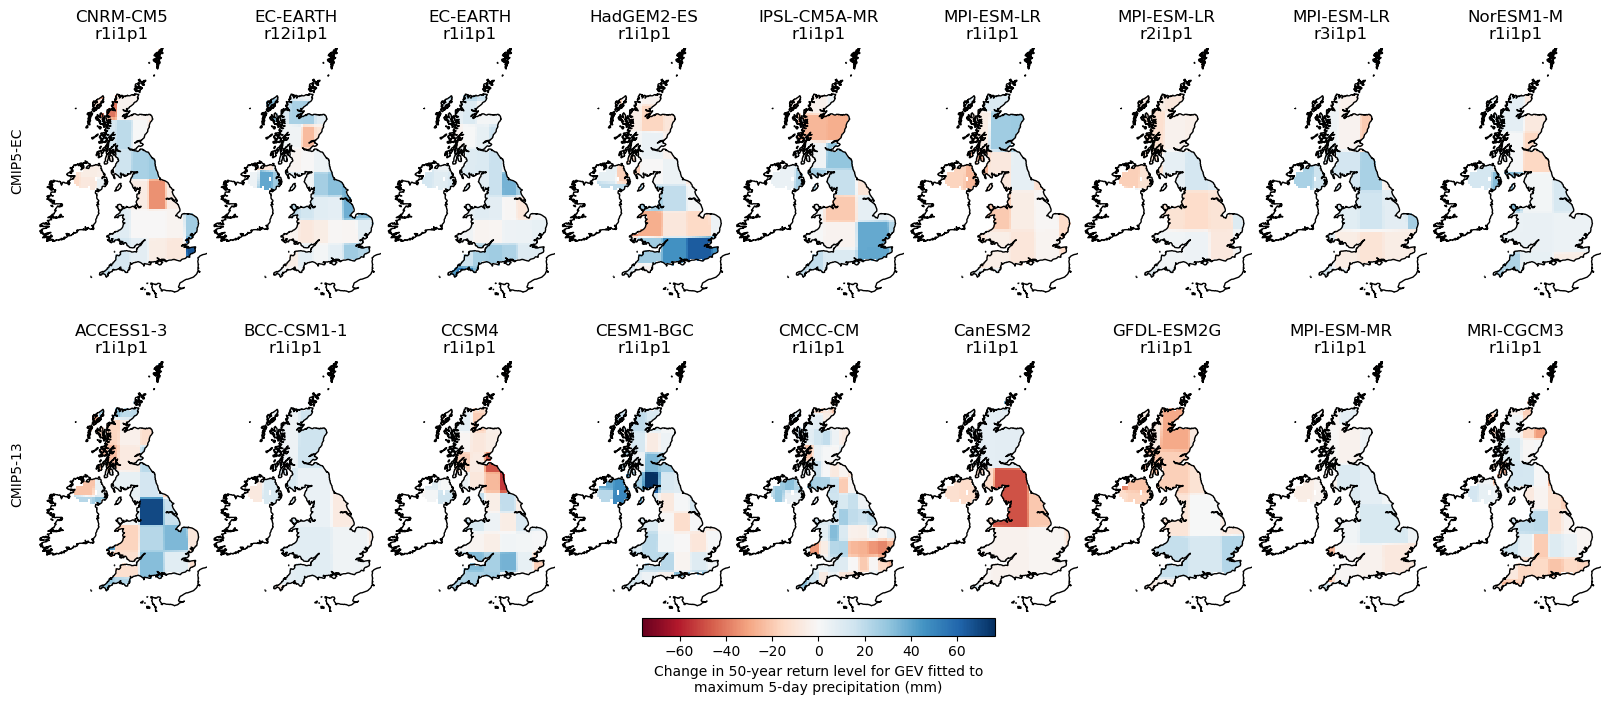 CNRM-CM5 EC-EARTH EC-EARTH HadGEM2-ES IPSL-CM5A-MR MPI-ESM-LR MPI-ESM-LR MPI-ESM-LR NorESM1-M
r1i1p1 r12i1p1 r1i1p1 r1i1p1 r1i1p1 r1i1p1 r2i1p1 r3i1p1 r1i1p1
CMIP5-EC
ACCESS1-3 BCC-CSM1-1 CCSM4 CESM1-BGC CMCC-CM CanESM2 GFDL-ESM2G MPI-ESM-MR MRI-CGCM3
r1i1p1 r1i1p1 r1i1p1 r1i1p1 r1i1p1 r1i1p1 r1i1p1 r1i1p1 r1i1p1
CMIP5-13
−60 −40 −20 0 20 40 60
Change in 50-year return level for GEV fitted to
maximum 5-day precipitation (mm)